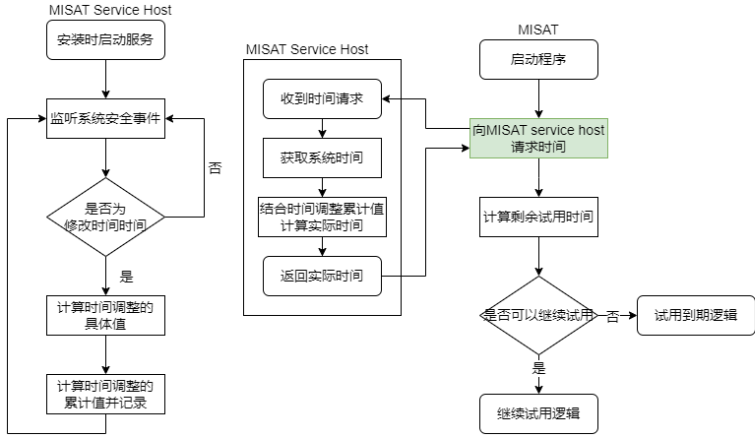 MISAT Service Host
安装时启动服务
监听系统安全事件
否
是否为
修改时间时间
是
计算时间调整的
具体值
计算时间调整的
累计值并记录
MISAT Service Host
收到时间请求
获取系统时间
结合时间调整累计值
计算实际时间
返回实际时间
MISAT
启动程序
向MISAT service host
请求时间
计算剩余试用时间
是否可以继续试用
否
试用到期逻辑
是
继续试用逻辑